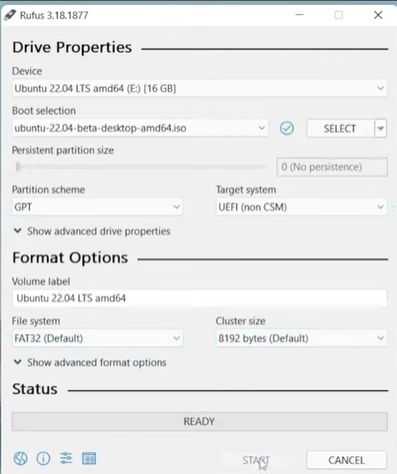 Rufus 3.18.1877
Drive Properties
Device
Ubuntu 22.04 LTS amd64 (E:) [16 GB]
Boot selection
ubuntu-22.04-beta-desktop-amd64.iso
SELECT
Persistent partition size
0 (No persistence)
Partition scheme
Target system
GPT
UEFI (non CSM)
Show advanced drive properties
Format Options
Volume label
Ubuntu 22.04 LTS amd64
File system
Cluster size
FAT32 (Default)
8192 bytes (Default)
Show advanced format options
Status
READY
START
CANCEL